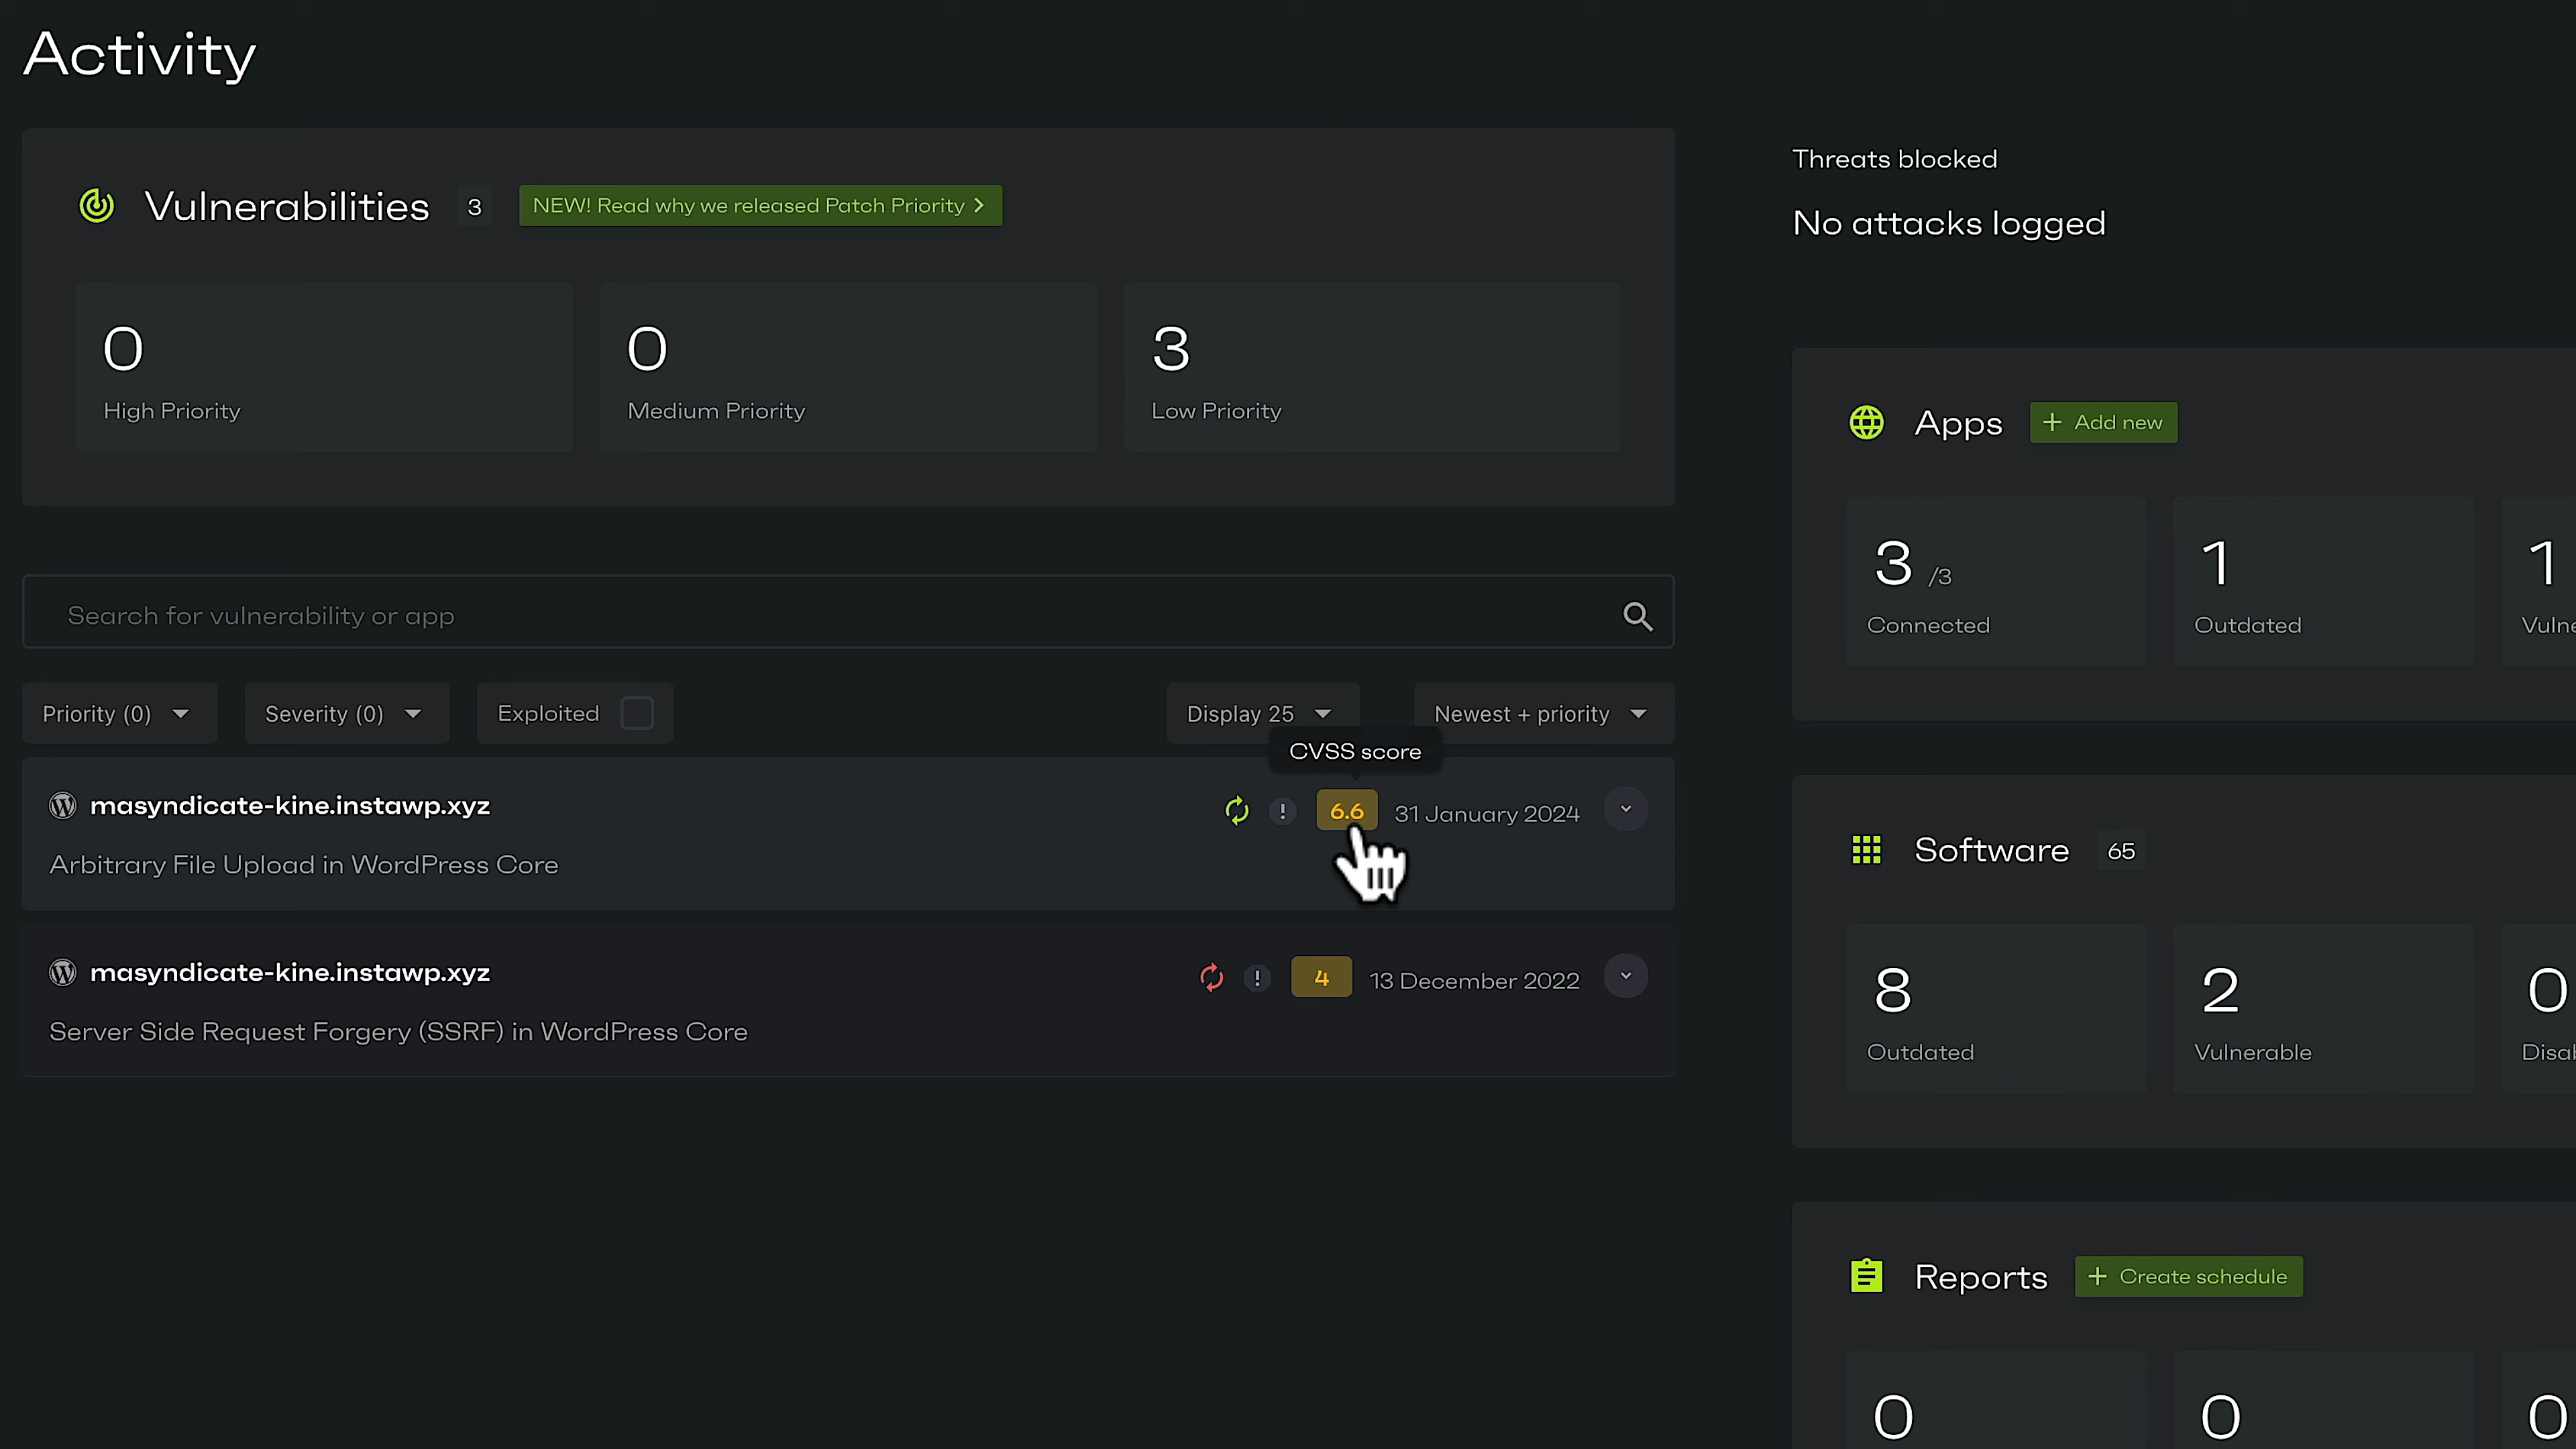 Activity
Vulnerabilities 3 NEW! Read why we released Patch Priority
0
High Priority
0
Medium Priority
3
Low Priority
Search for vulnerability or app
Priority (0) Severity (0) Exploited Display 25 Newest + priority
CVSS score
masyndicate-kine.instawp.xyz 6.6 31 January 2024
Arbitrary File Upload in WordPress Core
masyndicate-kine.instawp.xyz 4 13 December 2022
Server Side Request Forgery (SSRF) in WordPress Core
Threats blocked
No attacks logged
Apps + Add new
3 /3
Connected
1
Outdated
1
Vulne
Software 65
8
Outdated
2
Vulnerable
0
Disab
Reports + Create schedule
0
0
0